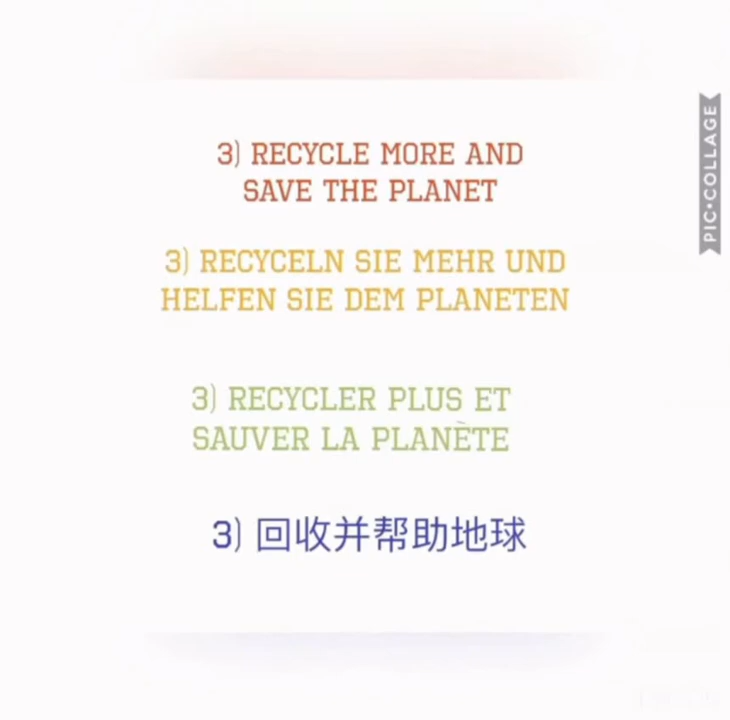 3) RECYCLE MORE AND
SAVE THE PLANET
3) RECYCELN SIE MEHR UND
HELFEN SIE DEM PLANETEN
3) RECYCLER PLUS ET
SAUVER LA PLANÈTE
3) 回收并帮助地球
PIC•COLLAGE